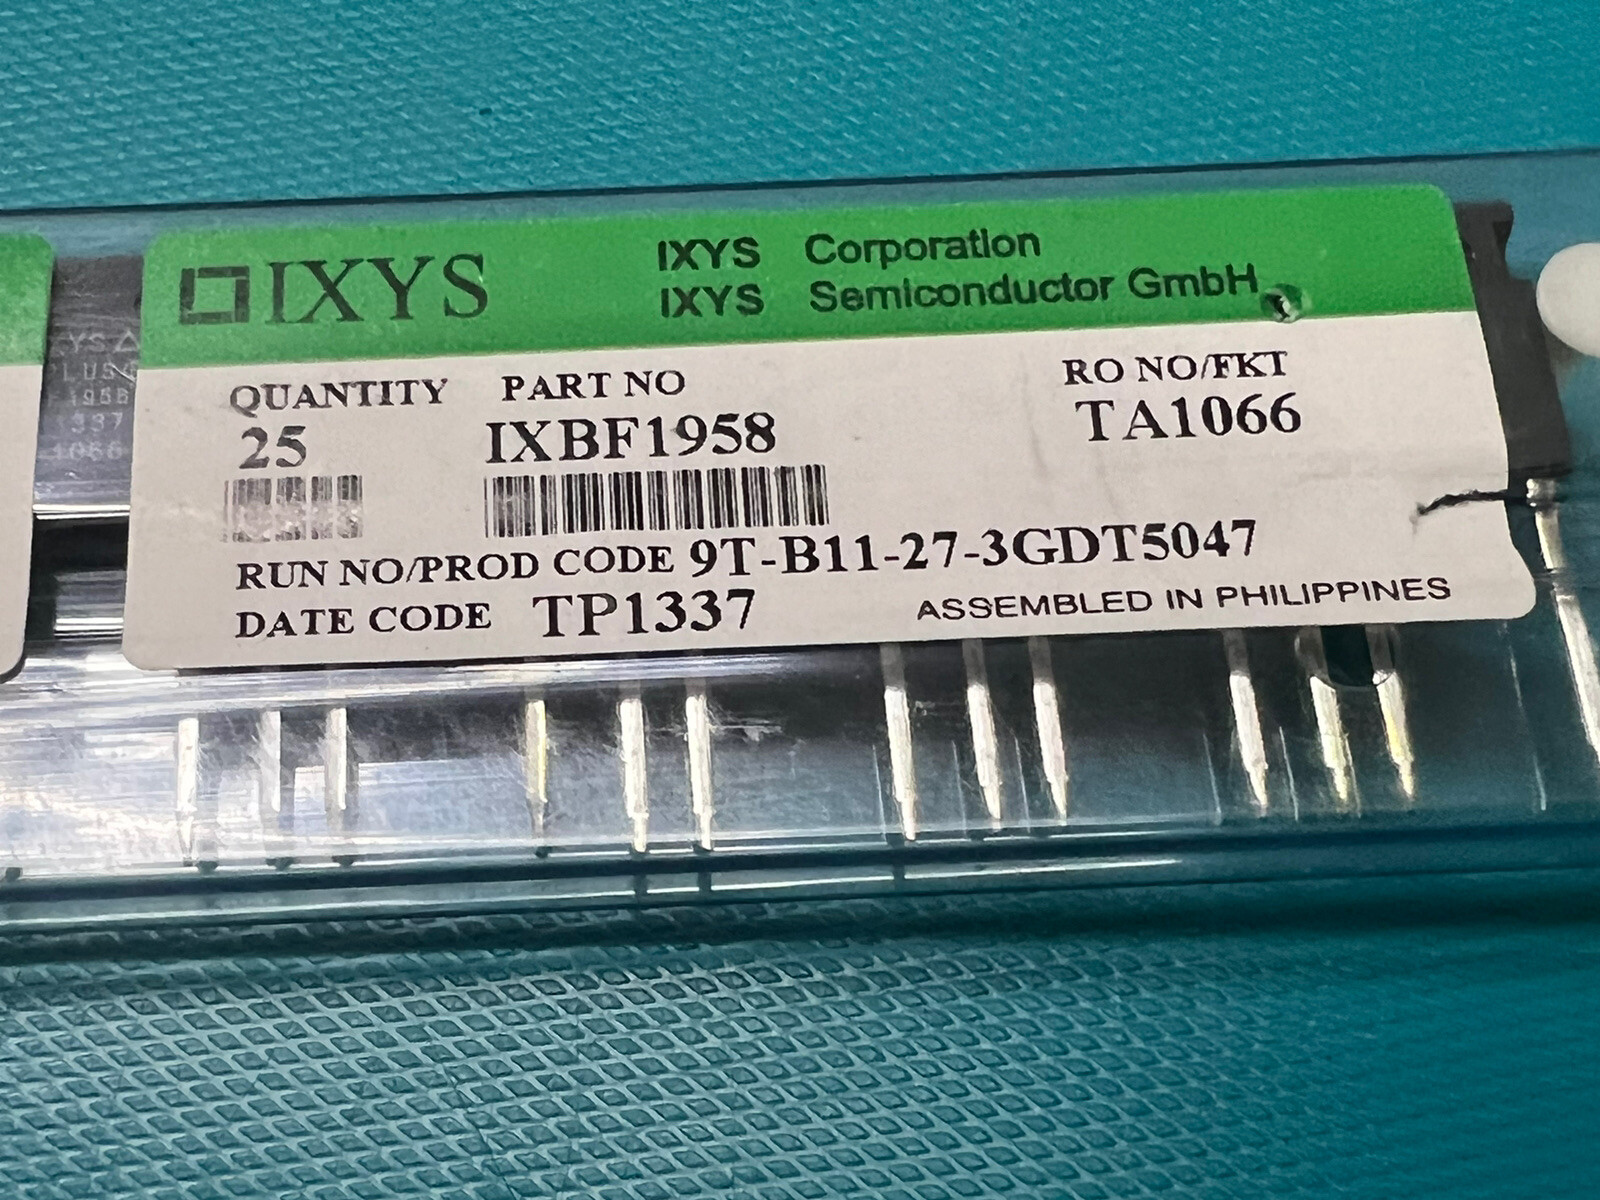 IXYS
IXYS Corporation
IXYS Semiconductor GmbH
QUANTITY PART NO RO NO/FKT
25 IXBF1958 TA1066
RUN NO/PROD CODE 9T-B11-27-3GDT5047
DATE CODE TP1337 ASSEMBLED IN PHILIPPINES